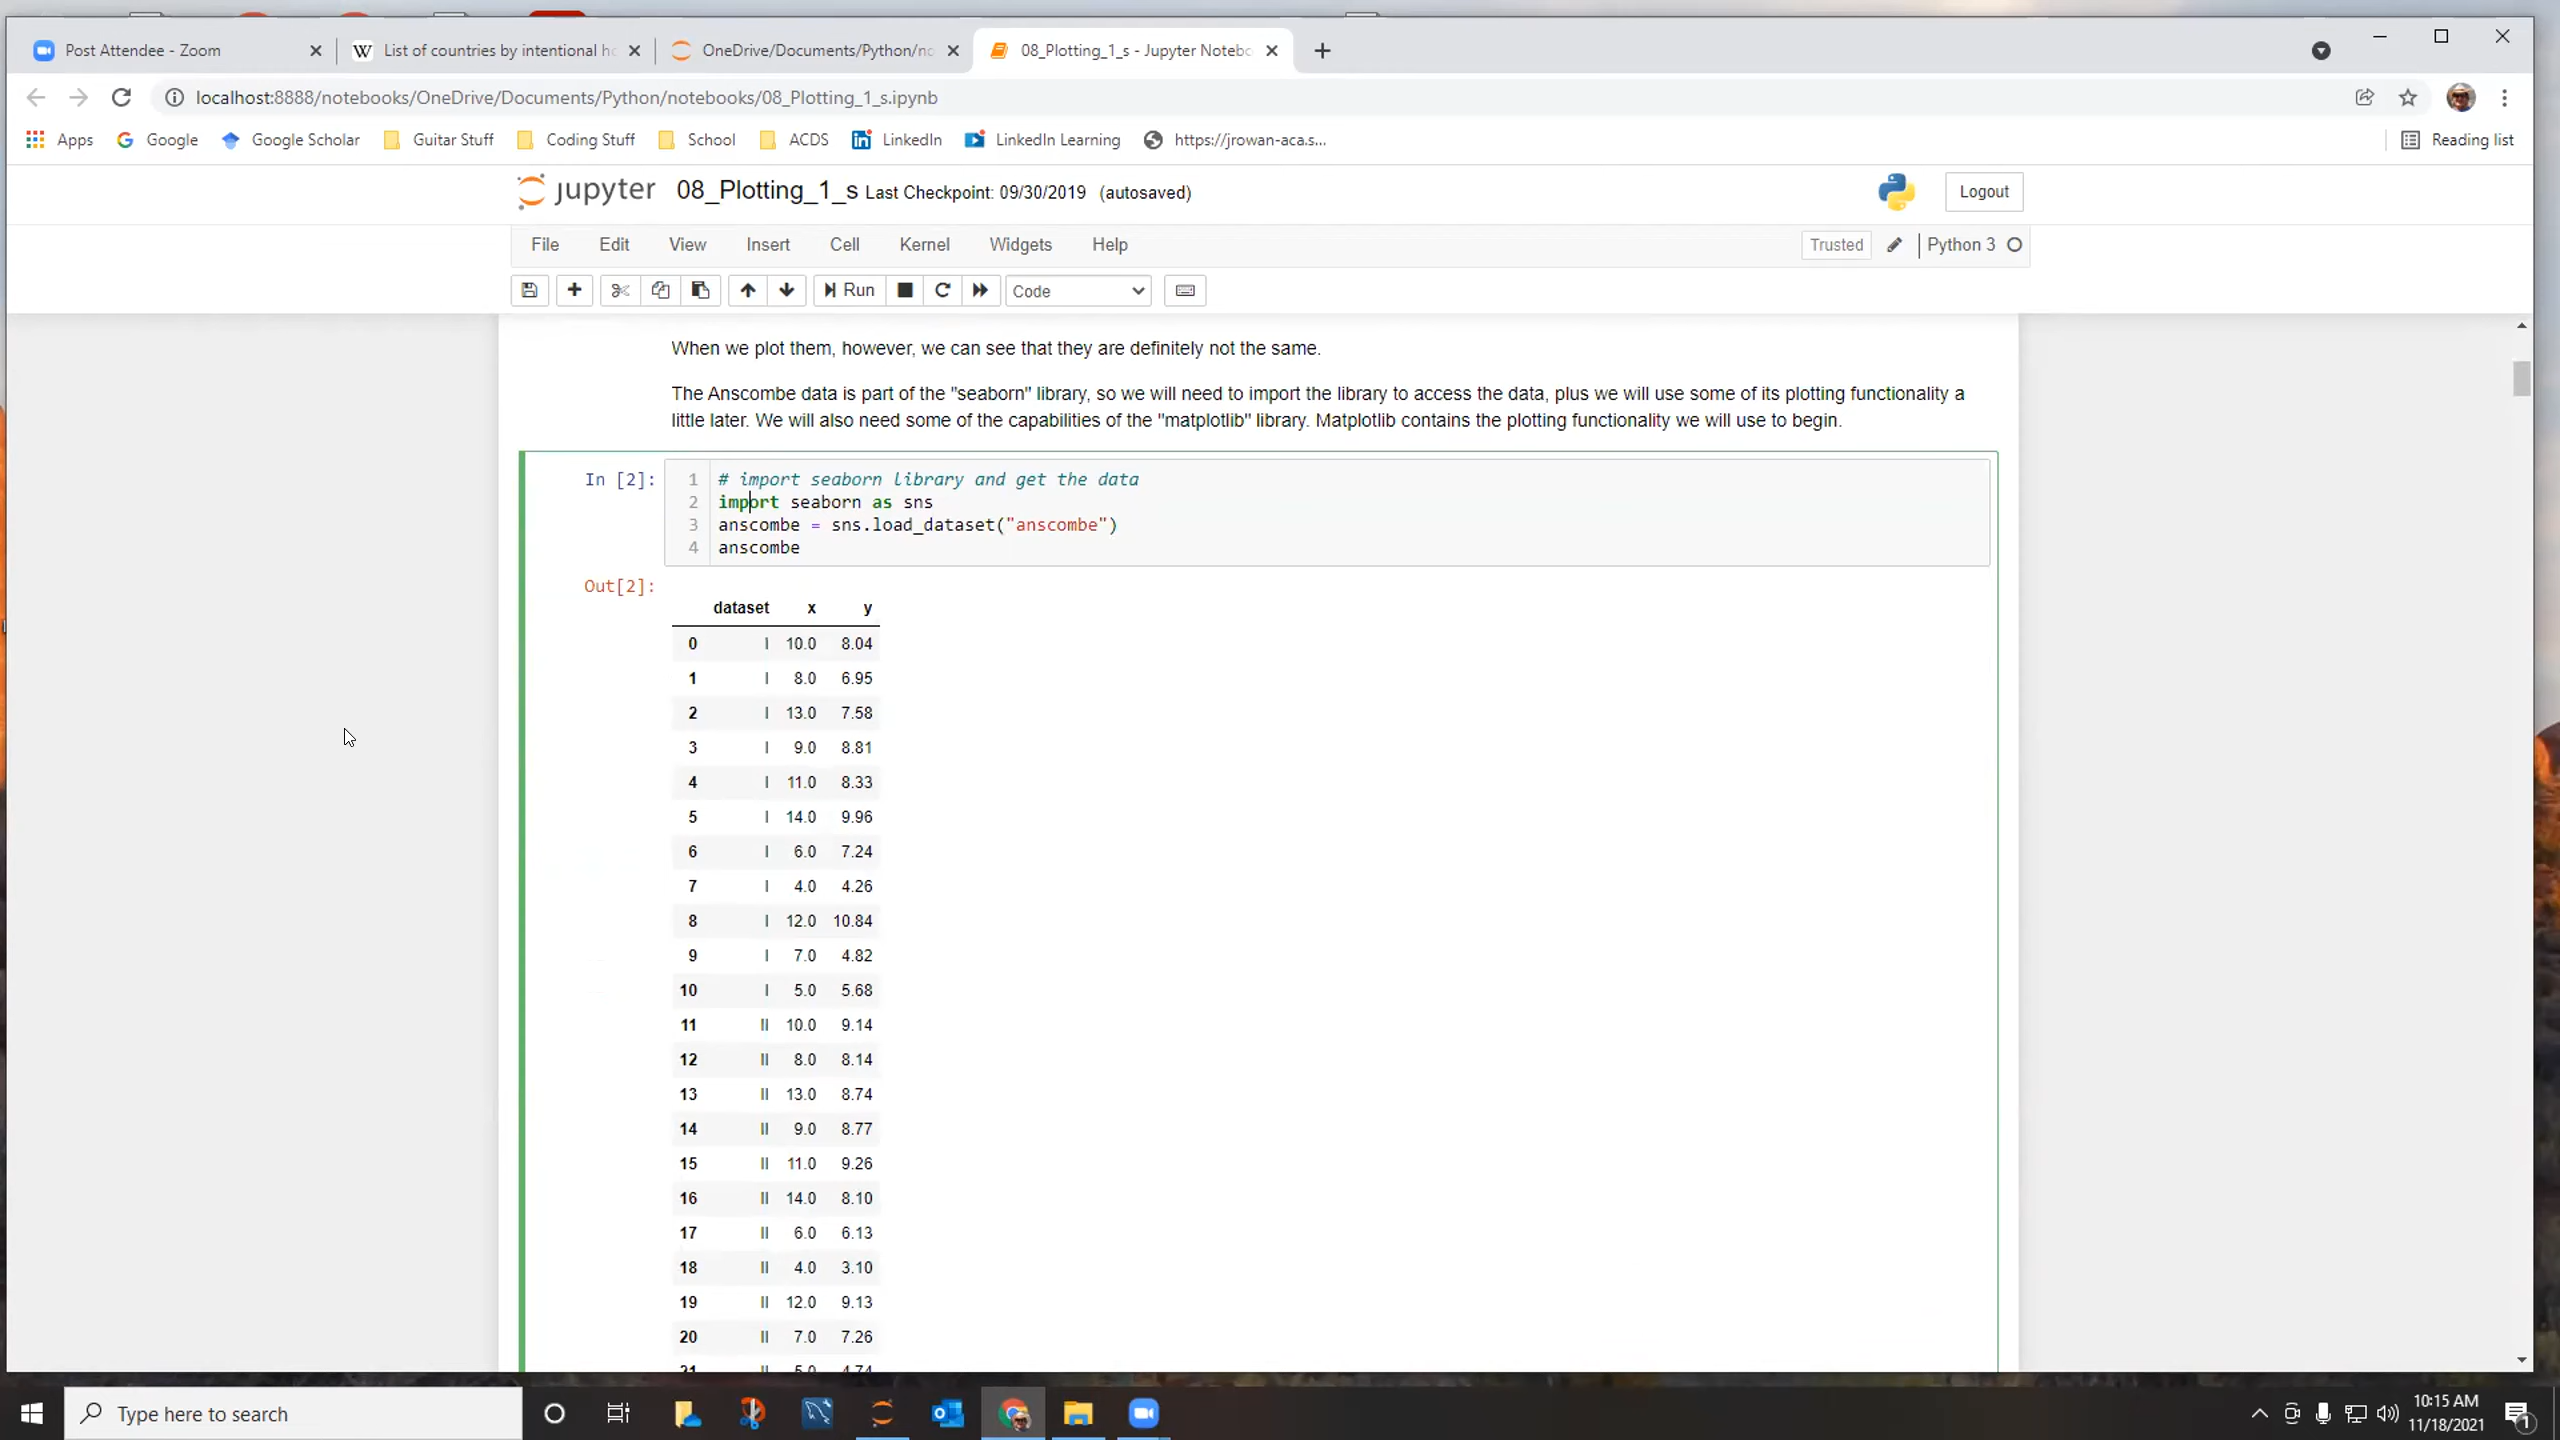 Post Attendee - Zoom
List of countries by intentional ho
OneDrive/Documents/Python/no
08_Plotting_1_s - Jupyter Notebo
localhost:8888/notebooks/OneDrive/Documents/Python/notebooks/08_Plotting_1_s.ipynb
Apps Google Google Scholar Guitar Stuff Coding Stuff School ACDS LinkedIn LinkedIn Learning https://jrowan-aca.s... Reading list
jupyter 08_Plotting_1_s Last Checkpoint: 09/30/2019 (autosaved) Logout
File Edit View Insert Cell Kernel Widgets Help Trusted Python 3
Run Code
When we plot them, however, we can see that they are definitely not the same.
The Anscombe data is part of the "seaborn" library, so we will need to import the library to access the data, plus we will use some of its plotting functionality a
little later. We will also need some of the capabilities of the "matplotlib" library. Matplotlib contains the plotting functionality we will use to begin.
In [2]: 1 # import seaborn library and get the data
2 import seaborn as sns
3 anscombe = sns.load_dataset("anscombe")
4 anscombe
Out[2]:
dataset x y
0 I 10.0 8.04
1 I 8.0 6.95
2 I 13.0 7.58
3 I 9.0 8.81
4 I 11.0 8.33
5 I 14.0 9.96
6 I 6.0 7.24
7 I 4.0 4.26
8 I 12.0 10.84
9 I 7.0 4.82
10 I 5.0 5.68
11 II 10.0 9.14
12 II 8.0 8.14
13 II 13.0 8.74
14 II 9.0 8.77
15 II 11.0 9.26
16 II 14.0 8.10
17 II 6.0 6.13
18 II 4.0 3.10
19 II 12.0 9.13
20 II 7.0 7.26
21 II 5.0 4.74
Type here to search
10:15 AM
11/18/2021
1